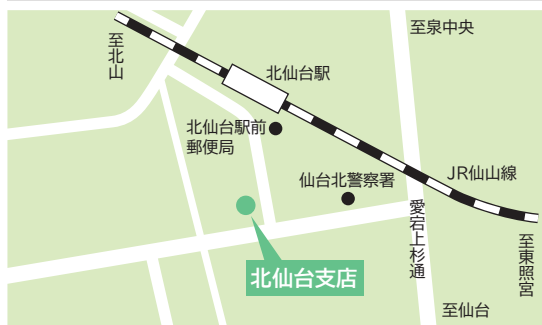 至泉中央
至北山
北仙台駅
北仙台駅前
郵便局
仙台北警察署
JR仙山線
愛宕上杉通
至東照宮
北仙台支店
至仙台